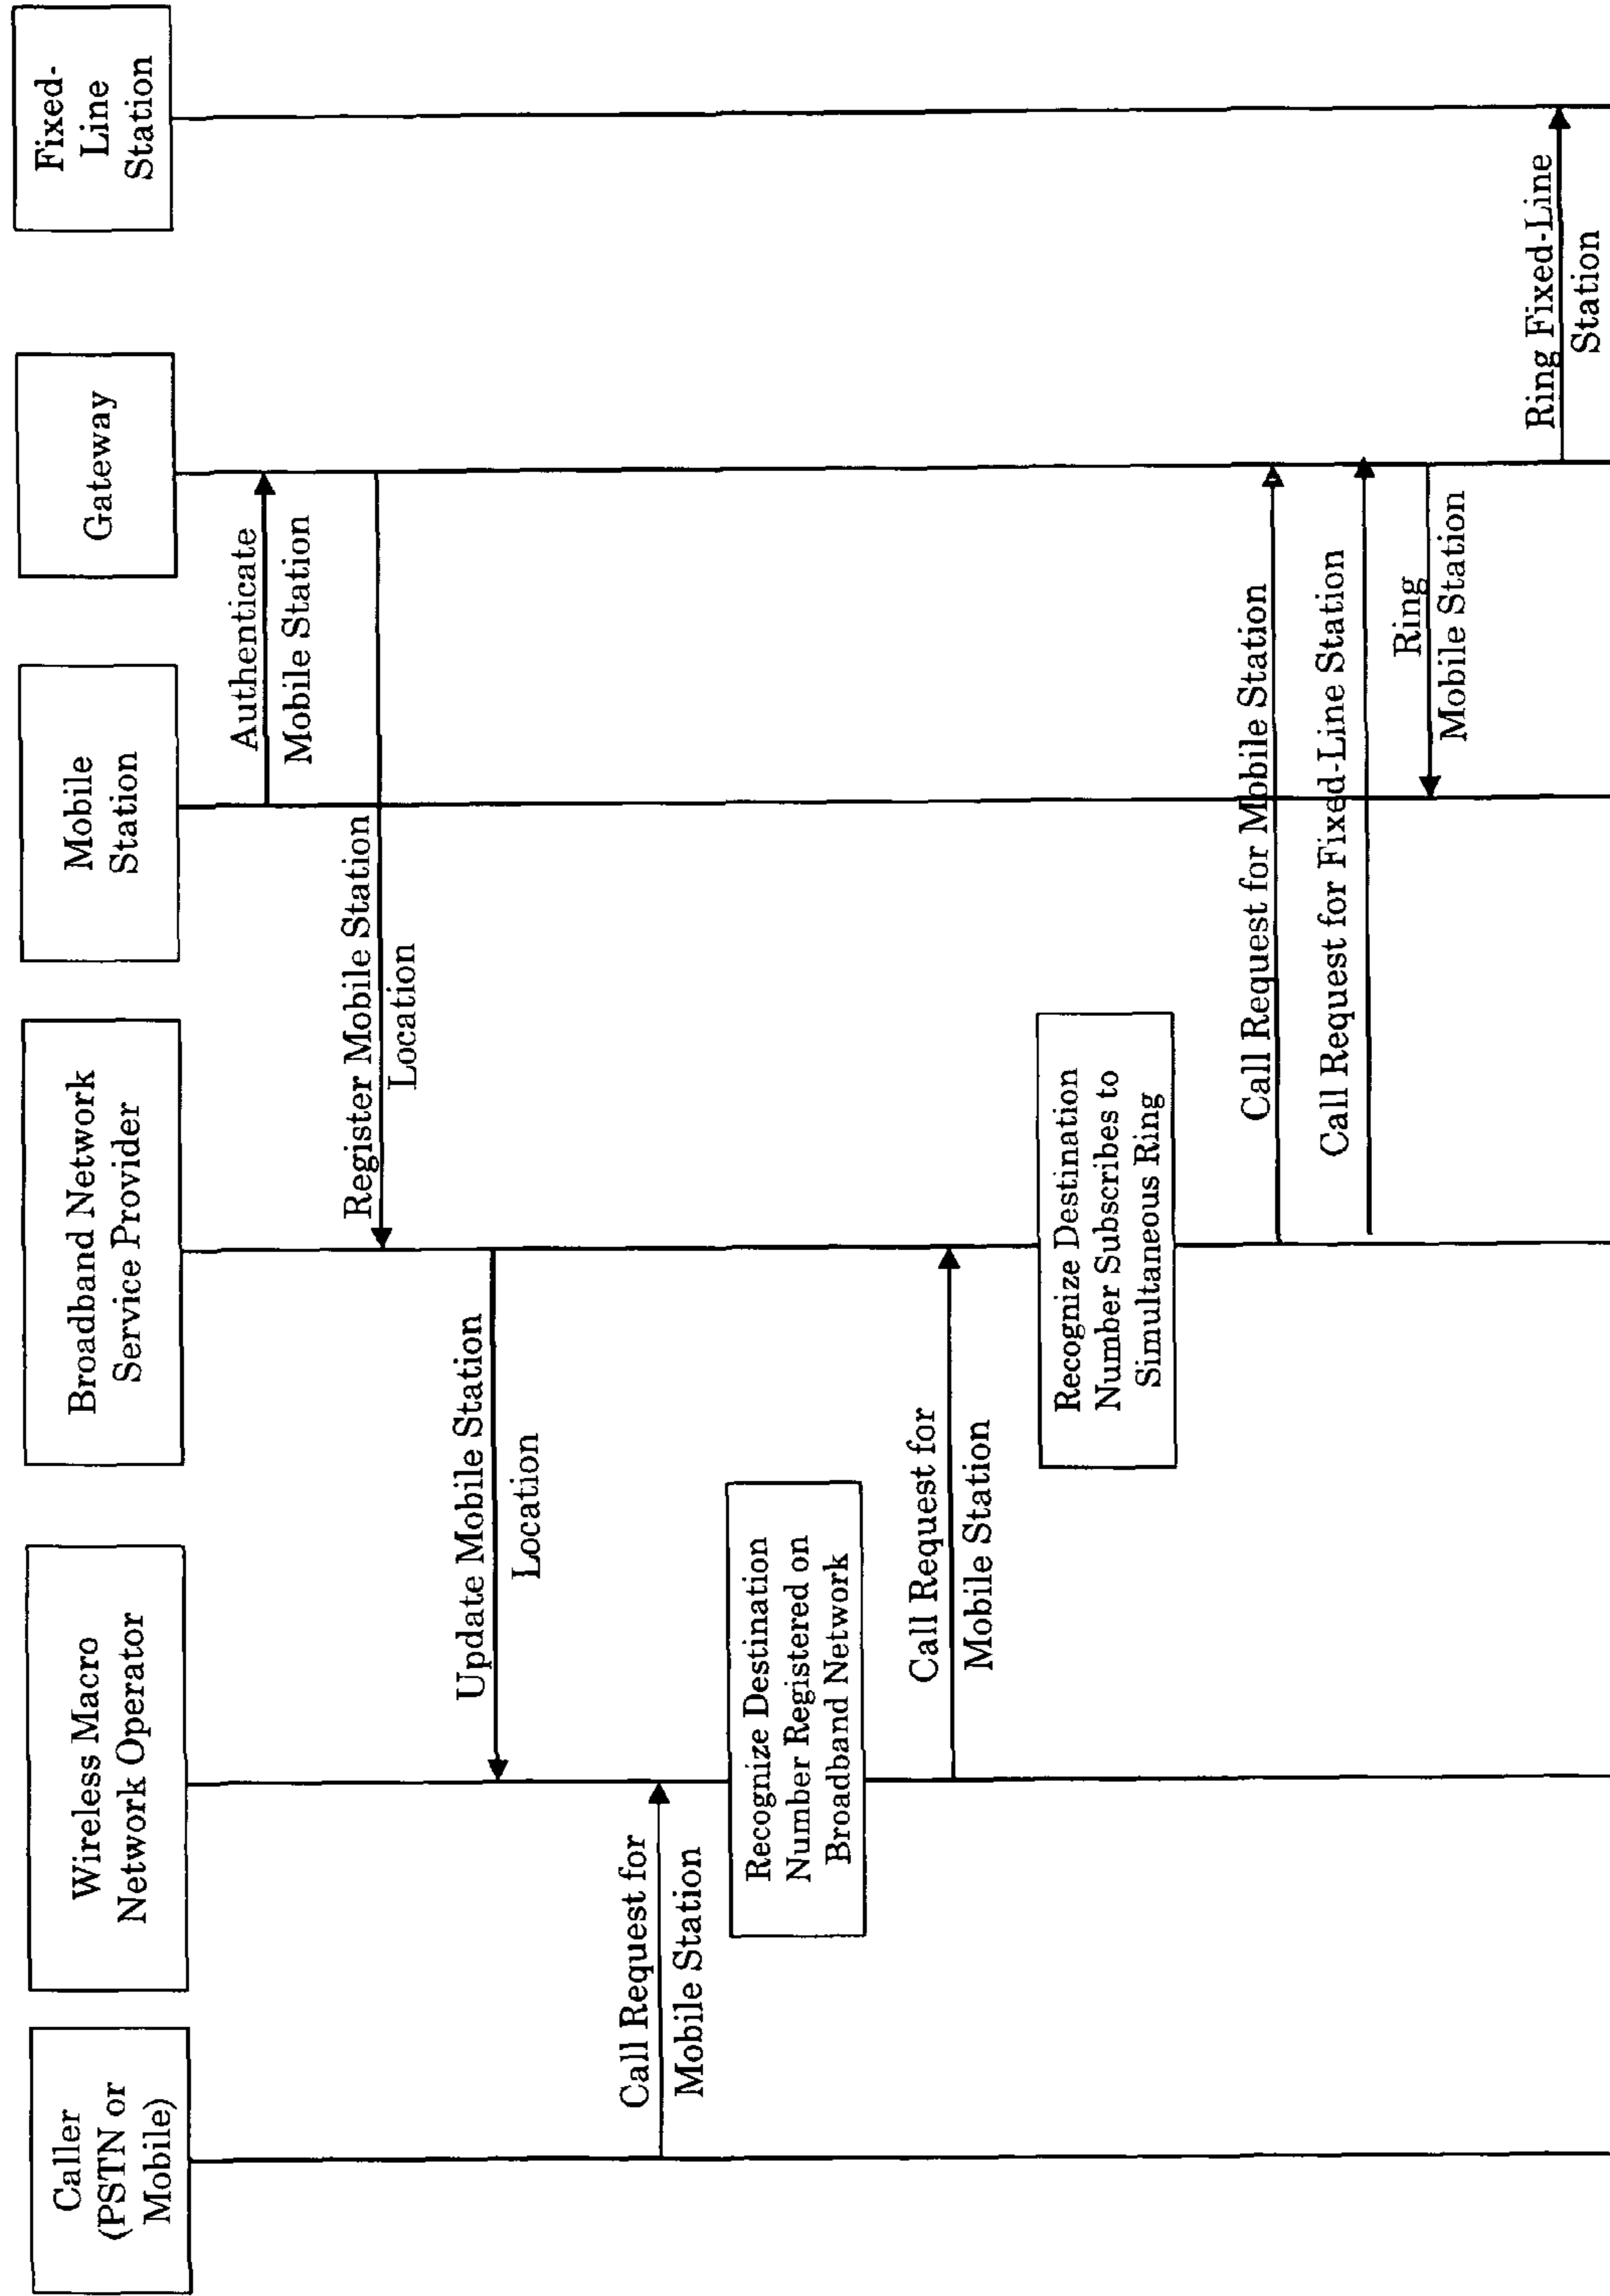 Caller
(PSTN or
Mobile)
Wireless Macro
Network Operator
Broadband Network
Service Provider
Mobile
Station
Gateway
Fixed-
Line
Station
Authenticate
Mobile Station
Register Mobile Station
Location
Update Mobile Station
Location
Call Request for
Mobile Station
Recognize Destination
Number Registered on
Broadband Network
Call Request for
Mobile Station
Recognize Destination
Number Subscribes to
Simultaneous Ring
Call Request for Mobile Station
Call Request for Fixed-Line Station
Ring
Mobile Station
Ring Fixed-Line
Station